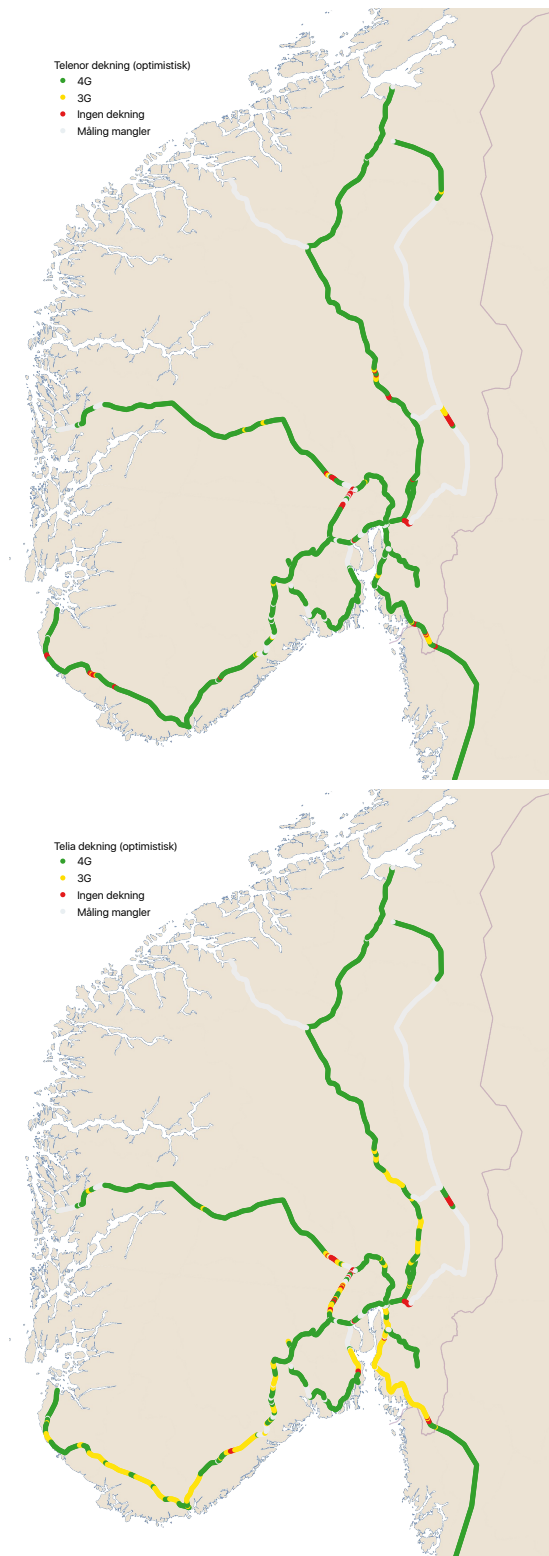 Telenor dekning (optimistisk)
4G
3G
Ingen dekning
Måling mangler
Telia dekning (optimistisk)
4G
3G
Ingen dekning
Måling mangler